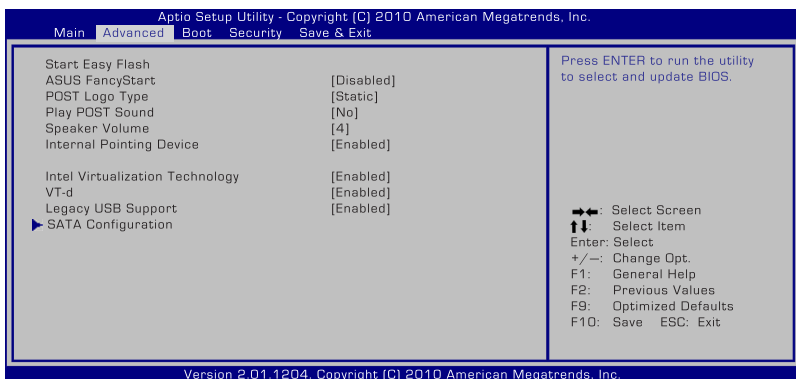 Aptio Setup Utility - Copyright (C) 2010 American Megatrends, Inc.
Main Advanced Boot Security Save & Exit
Start Easy Flash
ASUS FancyStart [Disabled]
POST Logo Type [Static]
Play POST Sound [No]
Speaker Volume [4]
Internal Pointing Device [Enabled]
Intel Virtualization Technology [Enabled]
VT-d [Enabled]
Legacy USB Support [Enabled]
SATA Configuration
Press ENTER to run the utility
to select and update BIOS.
→←: Select Screen
↑↓: Select Item
Enter: Select
+/—: Change Opt.
F1: General Help
F2: Previous Values
F9: Optimized Defaults
F10: Save ESC: Exit
Version 2.01.1204. Copyright (C) 2010 American Megatrends, Inc.